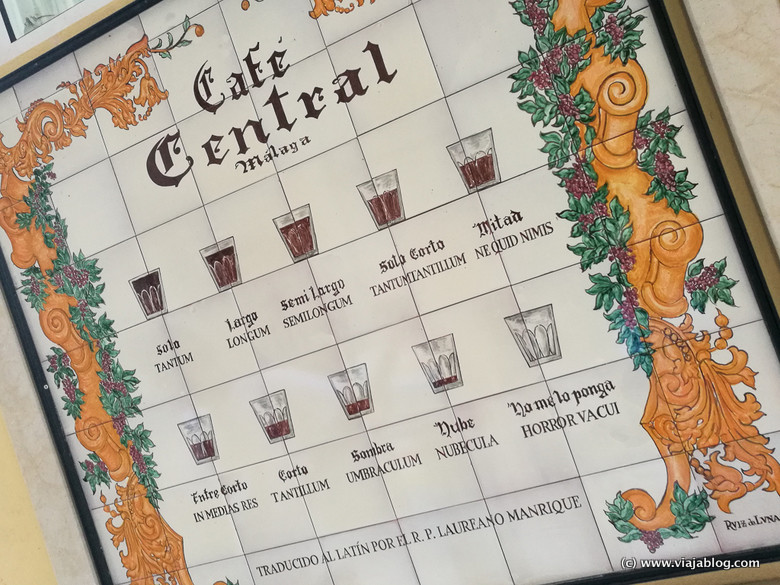 Café
Central
Málaga
Solo
TANTUM
Largo
LONGUM
Semi Largo
SEMILONGUM
Solo Corto
TANTUMTANTILLUM
Mitad
NE QUID NIMIS
Entre Corto
IN MEDIAS RES
Corto
TANTILLUM
Sombra
UMBRACULUM
Nube
NUBECULA
No me lo ponga
HORROR VACUI
TRADUCIDO AL LATÍN POR EL R. P. LAUREANO MANRIQUE
RUIZ de LUNA
(c) www.viajablog.com